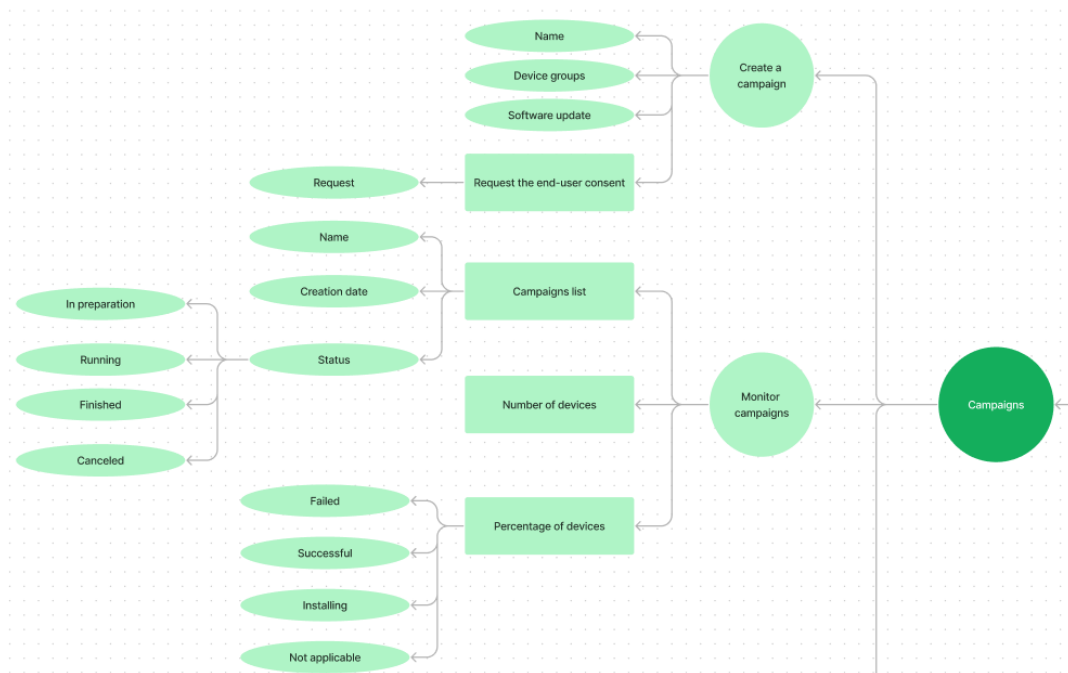 Name
Create a
campaign
Device groups
Software update
Request the end-user consent
Request
Name
Campaigns list
Creation date
In preparation
Running
Status
Finished
Number of devices
Monitor
campaigns
Campaigns
Canceled
Failed
Percentage of devices
Successful
Installing
Not applicable